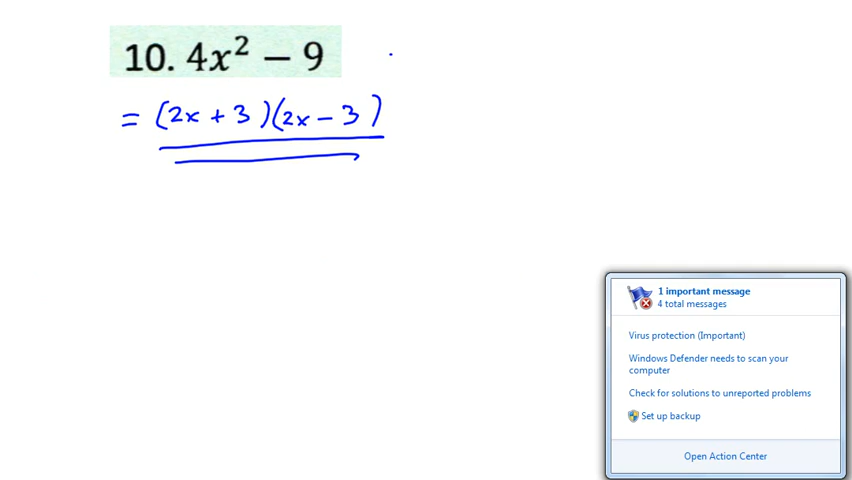 10. 4x² − 9
= (2x + 3)(2x − 3)
1 important message
4 total messages
Virus protection (Important)
Windows Defender needs to scan your
computer
Check for solutions to unreported problems
Set up backup
Open Action Center